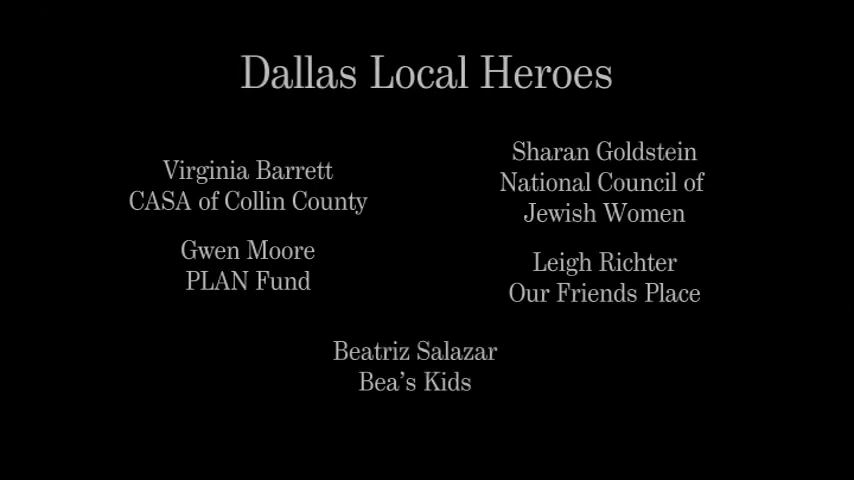 Dallas Local Heroes
Virginia Barrett
CASA of Collin County
Gwen Moore
PLAN Fund
Sharan Goldstein
National Council of
Jewish Women
Leigh Richter
Our Friends Place
Beatriz Salazar
Bea's Kids